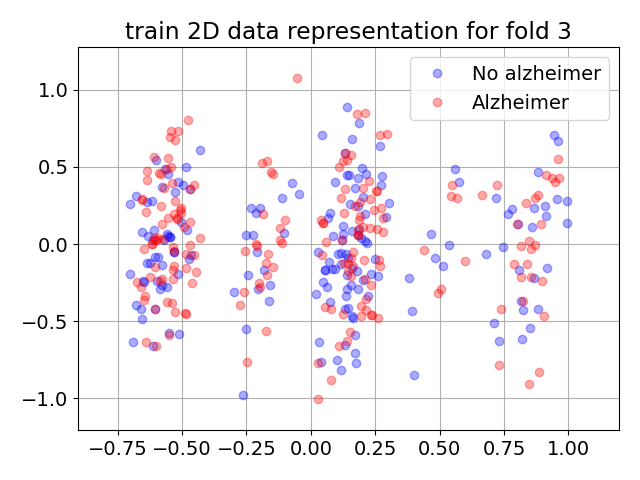 train 2D data representation for fold 3
No alzheimer
Alzheimer
1.0
0.5
0.0
−0.5
−1.0
−0.75 −0.50 −0.25 0.00 0.25 0.50 0.75 1.00